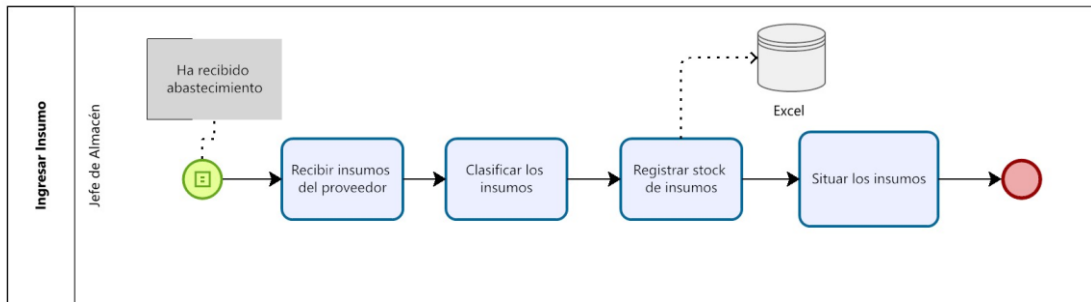 Ingresar Insumo
Jefe de Almacén
Ha recibido
abastecimiento
Recibir insumos
del proveedor
Clasificar los
insumos
Registrar stock
de insumos
Excel
Situar los insumos